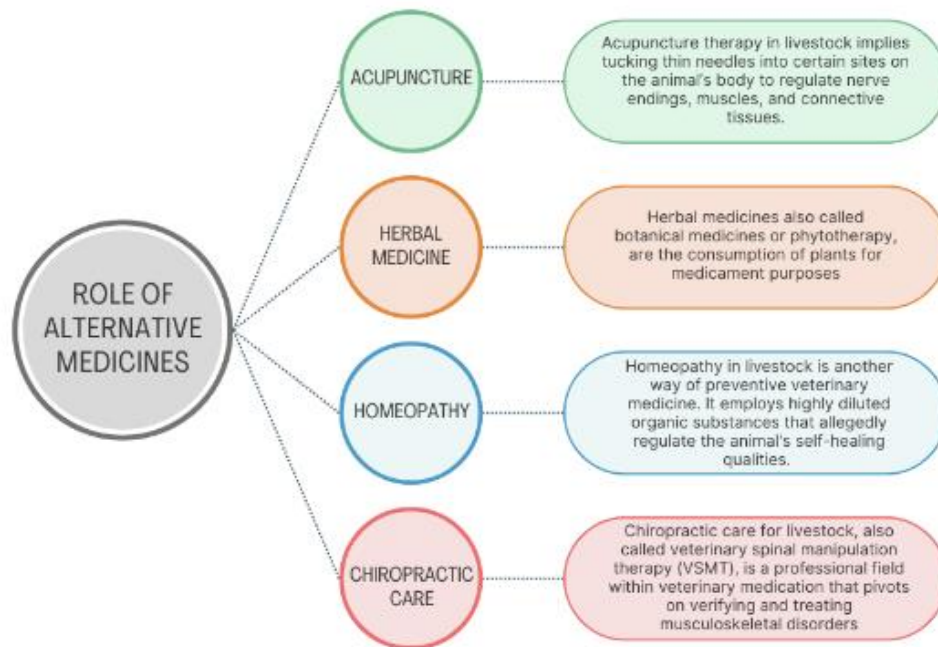 ROLE OF
ALTERNATIVE
MEDICINES
ACUPUNCTURE
Acupuncture therapy in livestock implies
tucking thin needles into certain sites on
the animal's body to regulate nerve
endings, muscles, and connective
tissues.
HERBAL
MEDICINE
Herbal medicines also called
botanical medicines or phytotherapy,
are the consumption of plants for
medicament purposes
HOMEOPATHY
Homeopathy in livestock is another
way of preventive veterinary
medicine. It employs highly diluted
organic substances that allegedly
regulate the animal's self-healing
qualities.
CHIROPRACTIC
CARE
Chiropractic care for livestock, also
called veterinary spinal manipulation
therapy (VSMT), is a professional field
within veterinary medication that pivots
on verifying and treating
musculoskeletal disorders